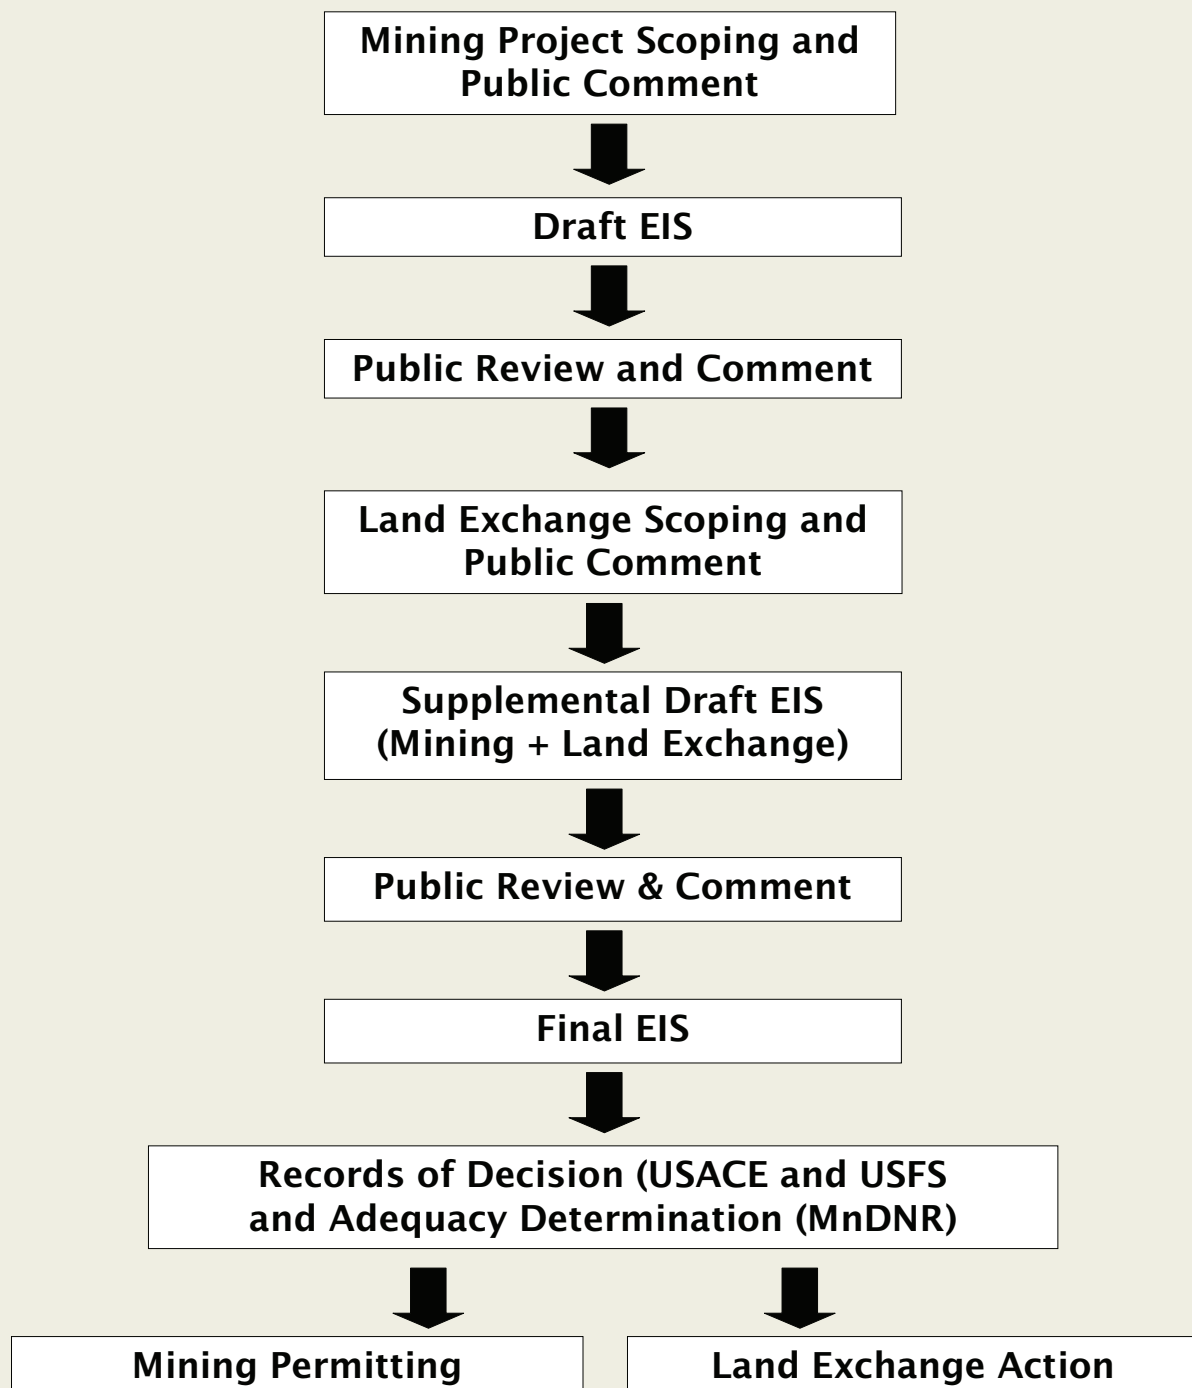 Mining Project Scoping and
Public Comment
Draft EIS
Public Review and Comment
Land Exchange Scoping and
Public Comment
Supplemental Draft EIS
(Mining + Land Exchange)
Public Review & Comment
Final EIS
Records of Decision (USACE and USFS
and Adequacy Determination (MnDNR)
Mining Permitting
Land Exchange Action